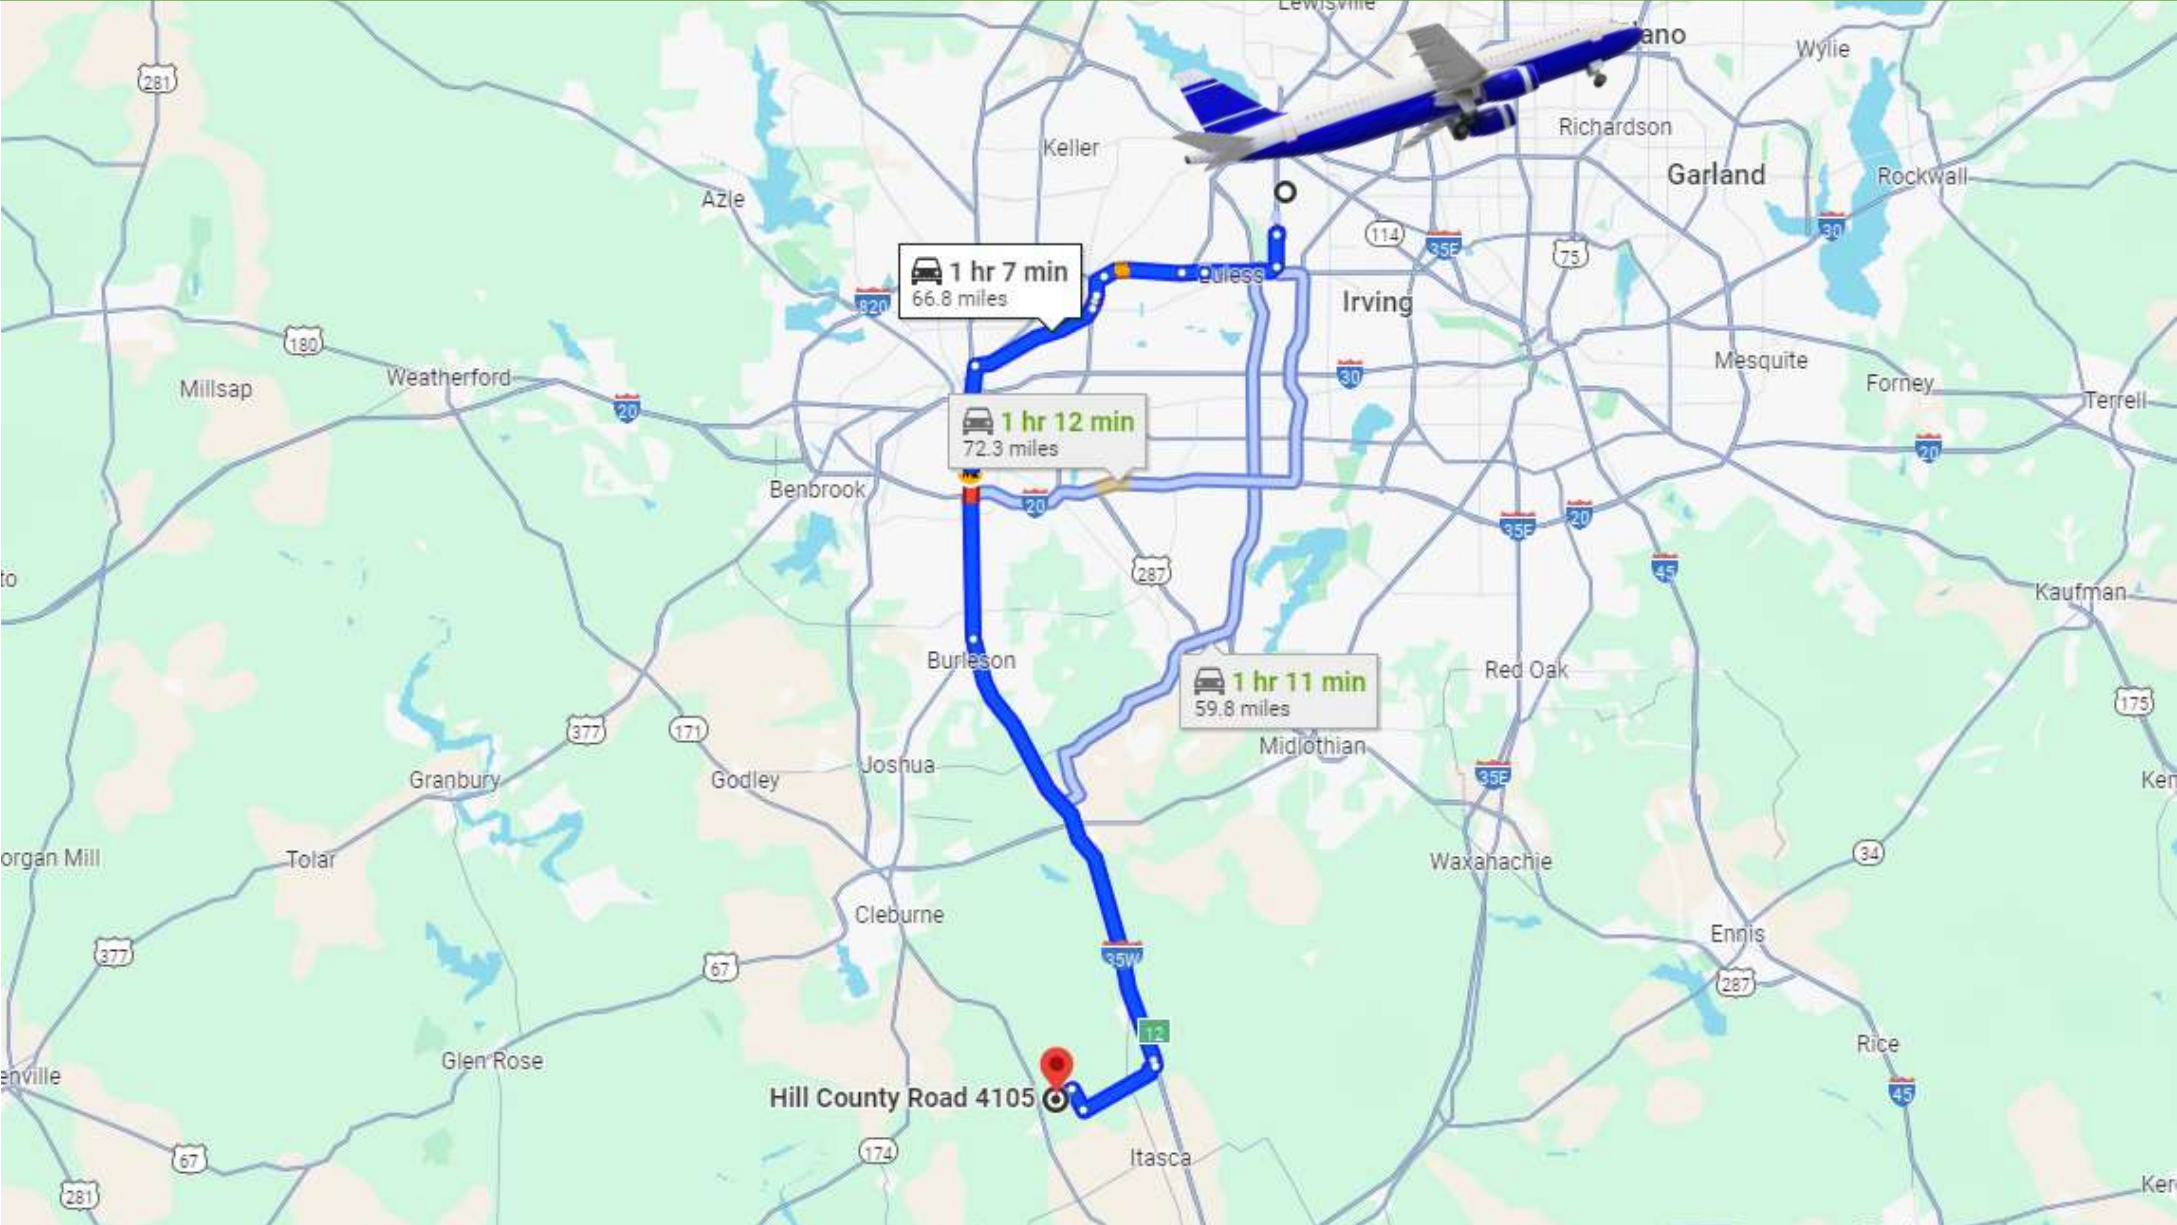 Lewisville
ano
Wylie
281
Richardson
Keller
Garland
Rockwall
Azle
30
114
35E
75
1 hr 7 min
66.8 miles
Euless
820
Irving
180
Mesquite
Weatherford
30
Forney
Millsap
20
Terrell
1 hr 12 min
72.3 miles
20
Benbrook
20
20
35E
287
45
to
Kaufman
Burleson
Red Oak
1 hr 11 min
59.8 miles
175
377
171
Midlothian
Joshua
35E
Granbury
Godley
Ken
organ Mill
Tolar
34
Waxahachie
Cleburne
Ennis
377
35W
67
287
12
Rice
Glen Rose
enville
45
Hill County Road 4105
67
174
Itasca
281
Ker